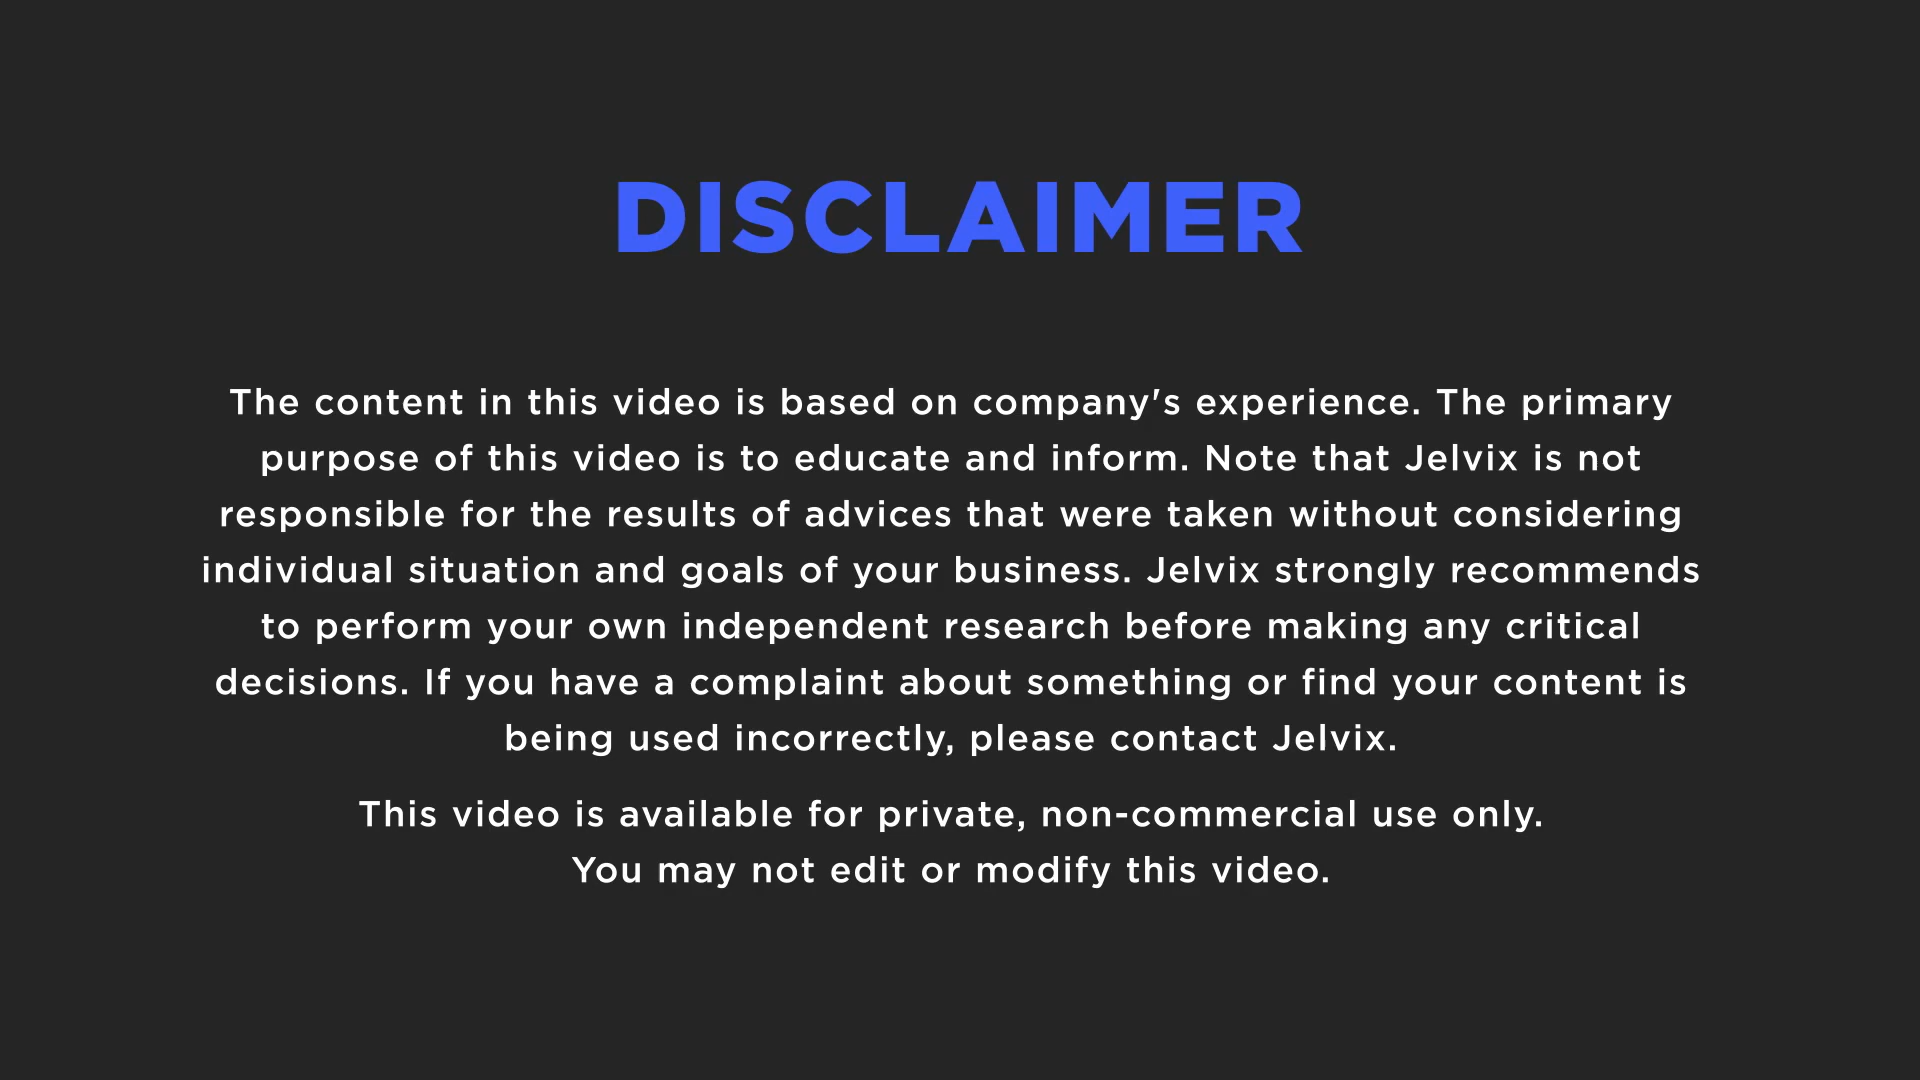 DISCLAIMER
The content in this video is based on company's experience. The primary
purpose of this video is to educate and inform. Note that Jelvix is not
responsible for the results of advices that were taken without considering
individual situation and goals of your business. Jelvix strongly recommends
to perform your own independent research before making any critical
decisions. If you have a complaint about something or find your content is
being used incorrectly, please contact Jelvix.
This video is available for private, non-commercial use only.
You may not edit or modify this video.